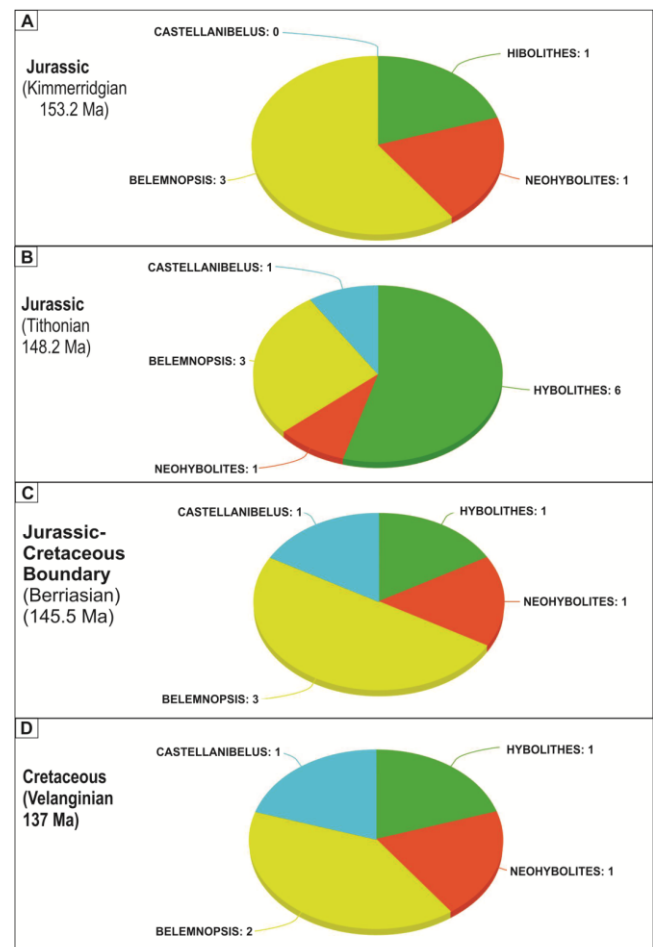 A
CASTELLANIBELUS: 0
Jurassic
(Kimmerridgian
153.2 Ma)
HIBOLITHES: 1
BELEMNOPSIS: 3
NEOHYBOLITES: 1
B
CASTELLANIBELUS: 1
Jurassic
(Tithonian
148.2 Ma)
BELEMNOPSIS: 3
HYBOLITHES: 6
NEOHYBOLITES: 1
C
CASTELLANIBELUS: 1
HYBOLITHES: 1
Jurassic-
Cretaceous
Boundary
(Berriasian)
(145.5 Ma)
NEOHYBOLITES: 1
BELEMNOPSIS: 3
D
CASTELLANIBELUS: 1
HYBOLITHES: 1
Cretaceous
(Velanginian
137 Ma)
NEOHYBOLITES: 1
BELEMNOPSIS: 2